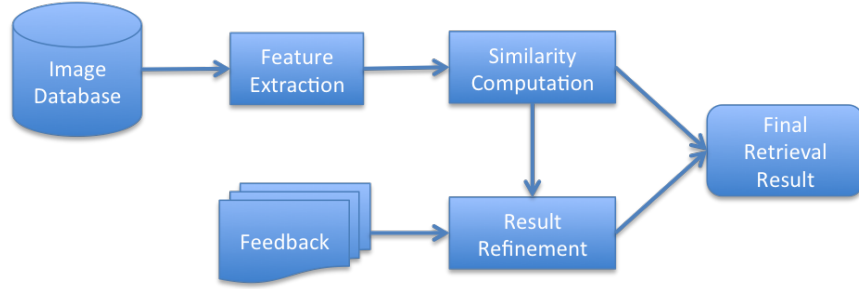 Image
Database
Feature
Extraction
Similarity
Computation
Final
Retrieval
Result
Feedback
Result
Refinement